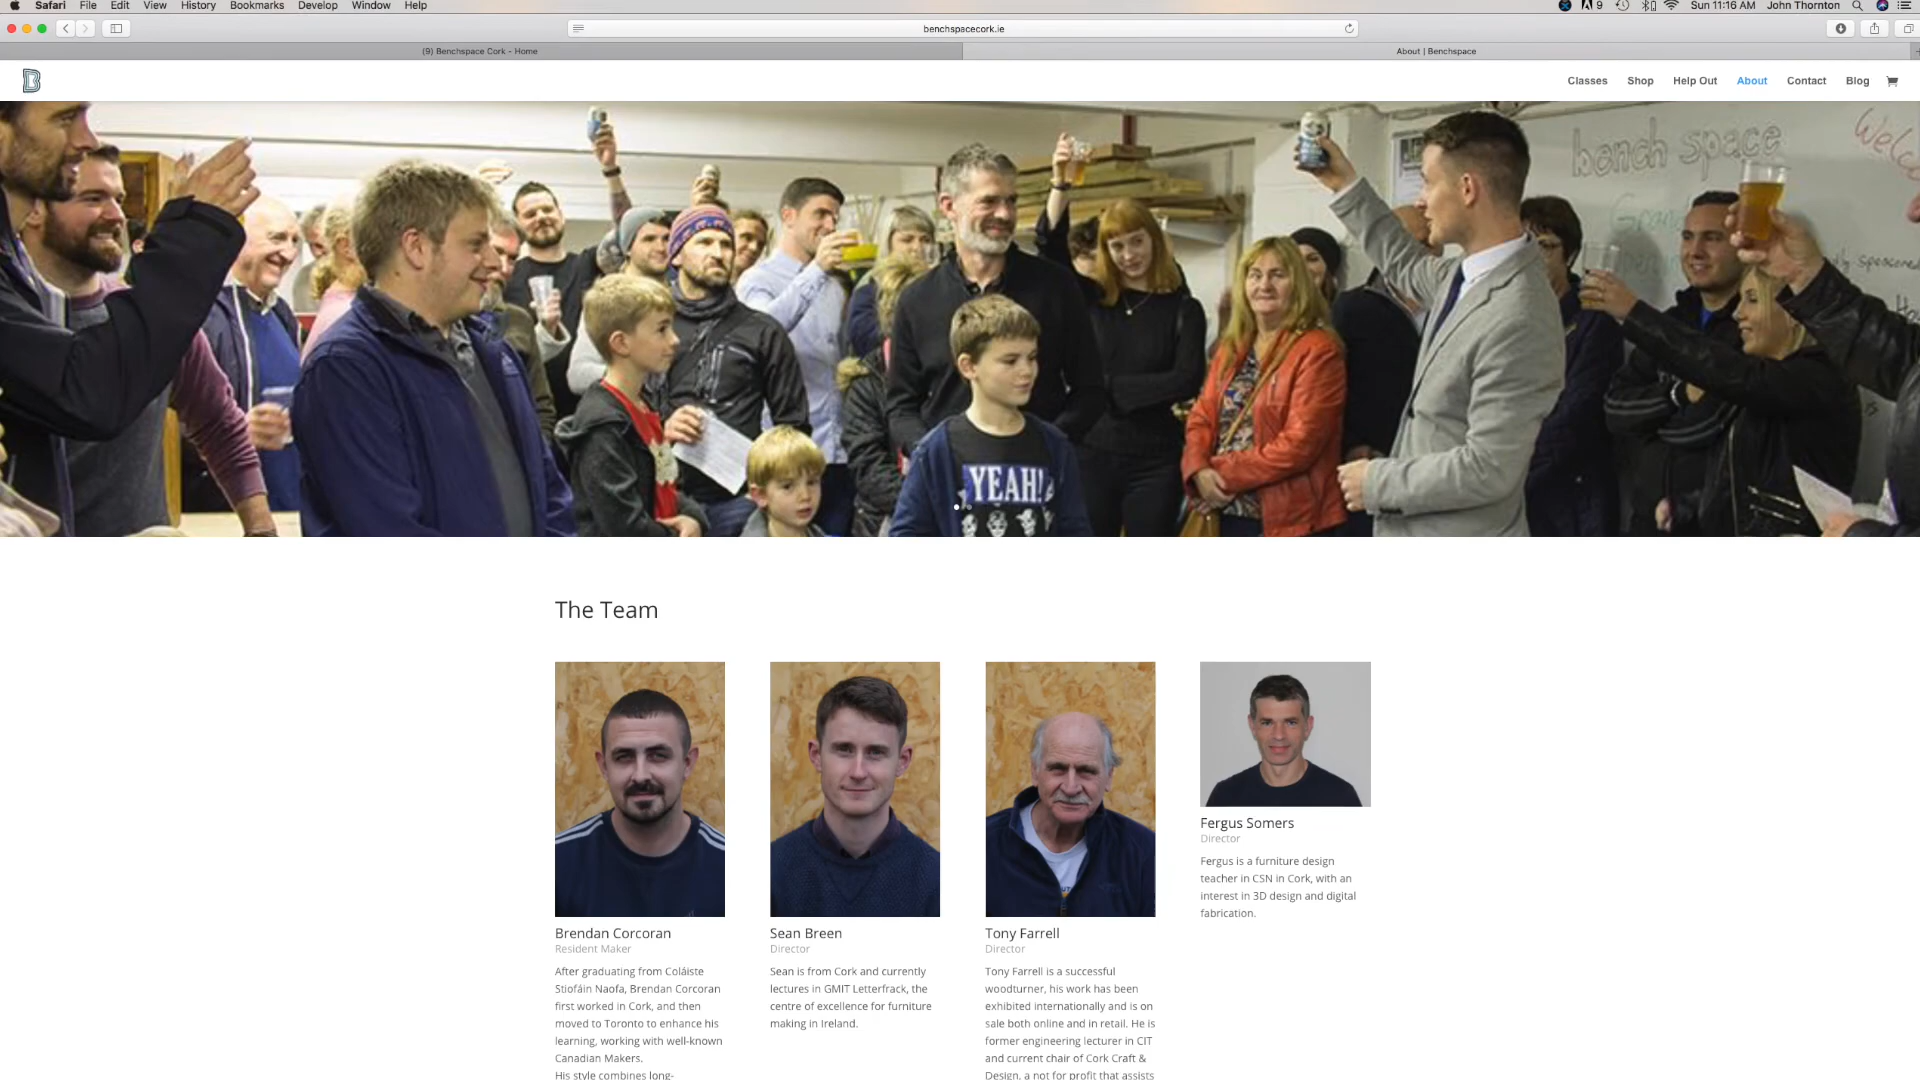 Safari File Edit View History Bookmarks Develop Window Help 9 Sun 11:16 AM John Thornton
benchspacecork.ie
(9) Benchspace Cork - Home
About | Benchspace
B
Classes Shop Help Out About Contact Blog
bench space
YEAH!
The Team
Brendan Corcoran
Resident Maker
After graduating from Coláiste
Stiofáin Naofa, Brendan Corcoran
first worked in Cork, and then
moved to Toronto to enhance his
learning, working with well-known
Canadian Makers.
His style combines long-
Sean Breen
Director
Sean is from Cork and currently
lectures in GMIT Letterfrack, the
centre of excellence for furniture
making in Ireland.
Tony Farrell
Director
Tony Farrell is a successful
woodturner, his work has been
exhibited internationally and is on
sale both online and in retail. He is
former engineering lecturer in CIT
and current chair of Cork Craft &
Design, a not for profit that assists
Fergus Somers
Director
Fergus is a furniture design
teacher in CSN in Cork, with an
interest in 3D design and digital
fabrication.